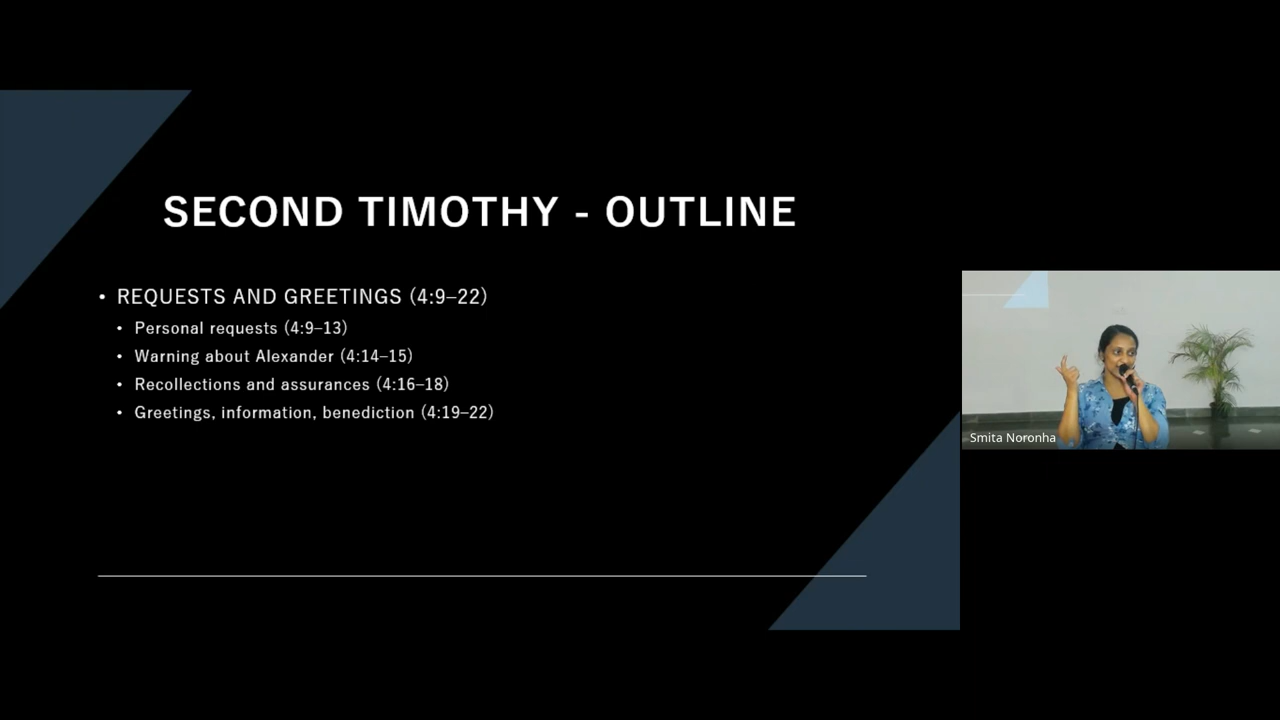 SECOND TIMOTHY - OUTLINE
• REQUESTS AND GREETINGS (4:9–22)
• Personal requests (4:9–13)
• Warning about Alexander (4:14–15)
• Recollections and assurances (4:16–18)
• Greetings, information, benediction (4:19–22)
Smita Noronha